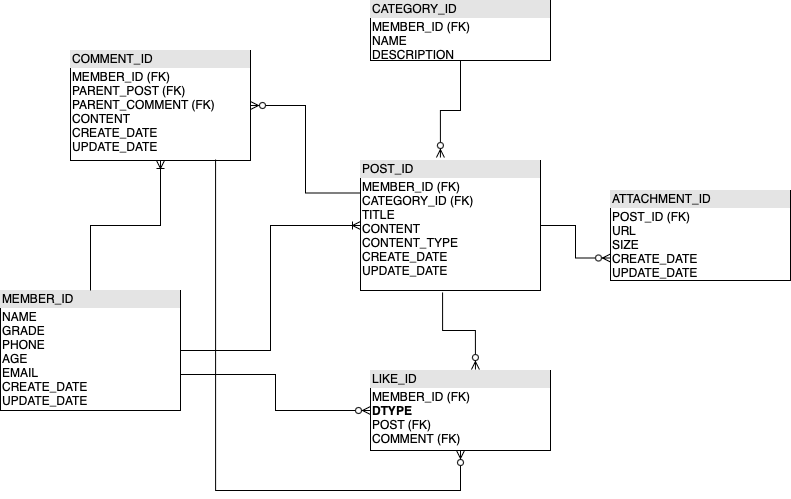 CATEGORY_ID
MEMBER_ID (FK)
NAME
DESCRIPTION
COMMENT_ID
MEMBER_ID (FK)
PARENT_POST (FK)
PARENT_COMMENT (FK)
CONTENT
CREATE_DATE
UPDATE_DATE
POST_ID
MEMBER_ID (FK)
CATEGORY_ID (FK)
TITLE
CONTENT
CONTENT_TYPE
CREATE_DATE
UPDATE_DATE
ATTACHMENT_ID
POST_ID (FK)
URL
SIZE
CREATE_DATE
UPDATE_DATE
MEMBER_ID
NAME
GRADE
PHONE
AGE
EMAIL
CREATE_DATE
UPDATE_DATE
LIKE_ID
MEMBER_ID (FK)
DTYPE
POST (FK)
COMMENT (FK)